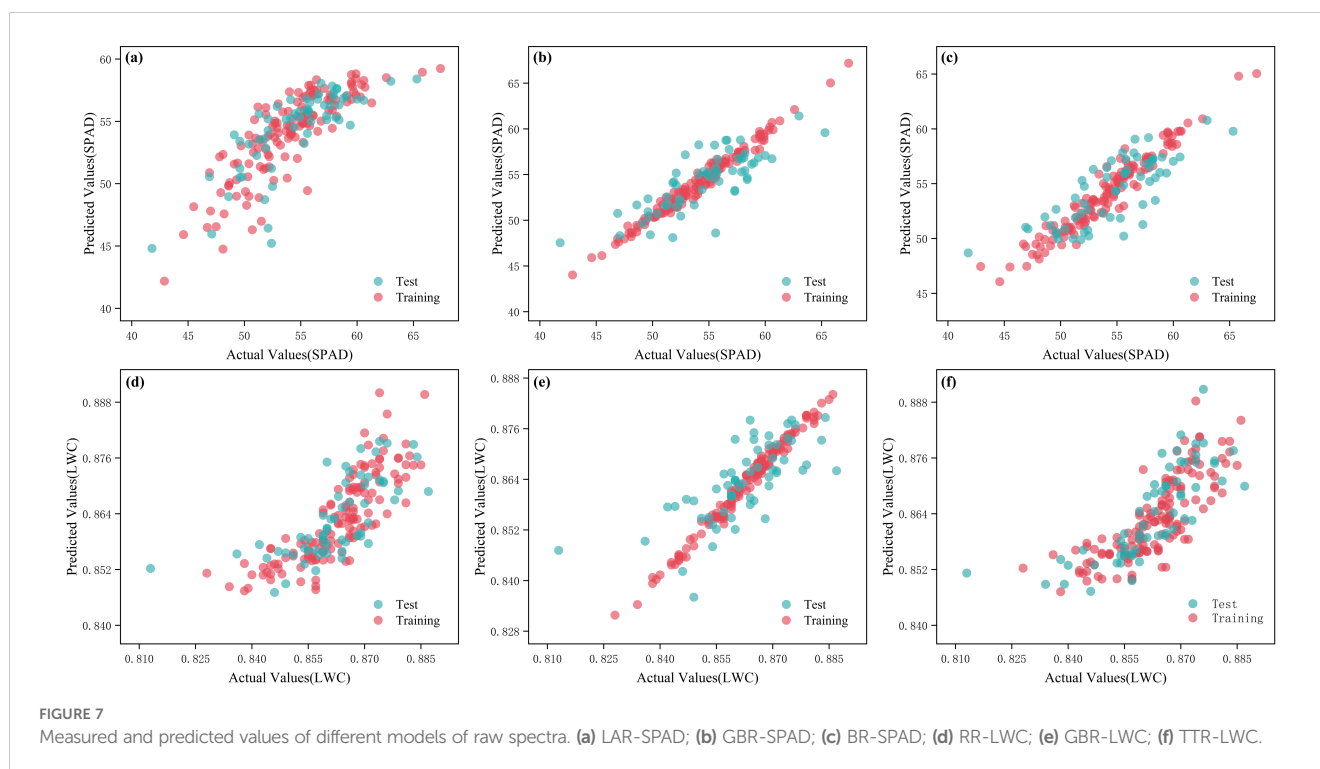 (a)
60
55
50
45
40
Predicted Values(SPAD)
Test
Training
40 45 50 55 60 65
Actual Values(SPAD)
(b)
65
60
55
50
45
40
Predicted Values(SPAD)
Test
Training
40 45 50 55 60 65
Actual Values(SPAD)
(c)
65
60
55
50
45
Predicted Values(SPAD)
Test
Training
40 45 50 55 60 65
Actual Values(SPAD)
(d)
0.888
0.876
0.864
0.852
0.840
Predicted Values(LWC)
Test
Training
0.810 0.825 0.840 0.855 0.870 0.885
Actual Values(LWC)
(e)
0.888
0.876
0.864
0.852
0.840
0.828
Predicted Values(LWC)
Test
Training
0.810 0.825 0.840 0.855 0.870 0.885
Actual Values(LWC)
(f)
0.888
0.876
0.864
0.852
0.840
Predicted Values(LWC)
Test
Training
0.810 0.825 0.840 0.855 0.870 0.885
Actual Values(LWC)
FIGURE 7
Measured and predicted values of different models of raw spectra. (a) LAR-SPAD; (b) GBR-SPAD; (c) BR-SPAD; (d) RR-LWC; (e) GBR-LWC; (f) TTR-LWC.